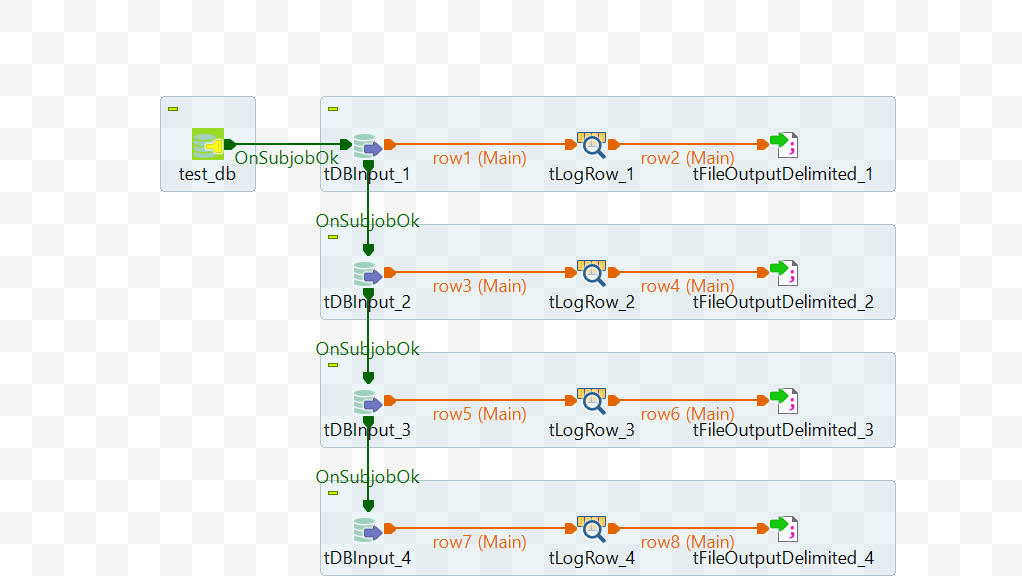 OnSubjobOk
row1 (Main)
row2 (Main)
test_db
tDBInput_1
tLogRow_1
tFileOutputDelimited_1
OnSubjobOk
row3 (Main)
row4 (Main)
tDBInput_2
tLogRow_2
tFileOutputDelimited_2
OnSubjobOk
row5 (Main)
row6 (Main)
tDBInput_3
tLogRow_3
tFileOutputDelimited_3
OnSubjobOk
row7 (Main)
row8 (Main)
tDBInput_4
tLogRow_4
tFileOutputDelimited_4